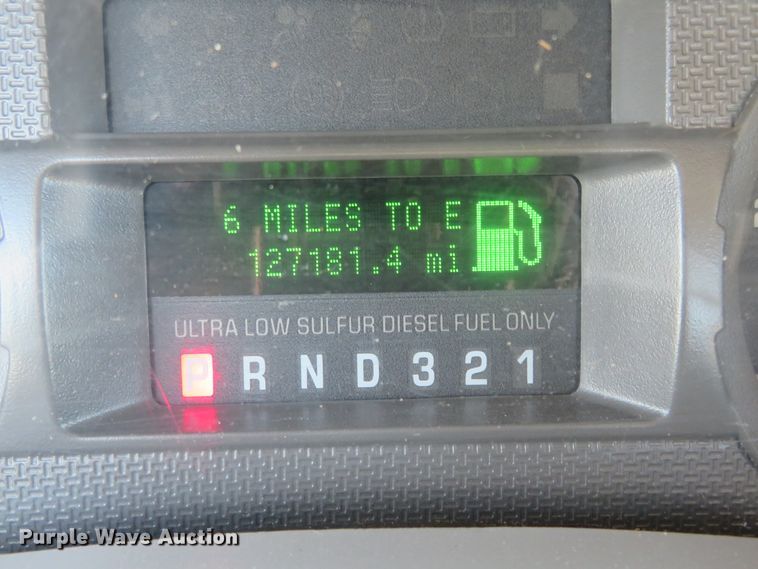 6 MILES TO E
127181.4 mi
ULTRA LOW SULFUR DIESEL FUEL ONLY
P R N D 3 2 1
Purple Wave Auction